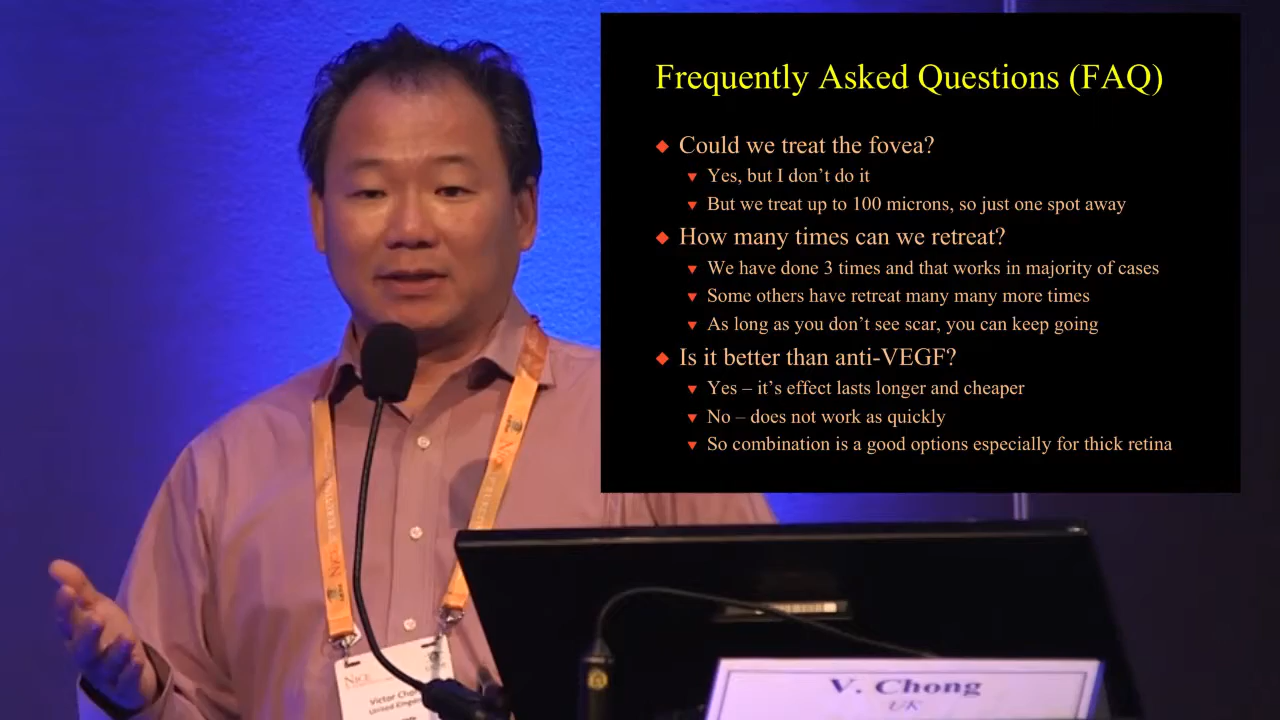 Frequently Asked Questions (FAQ)
Could we treat the fovea?
Yes, but I don't do it
But we treat up to 100 microns, so just one spot away
How many times can we retreat?
We have done 3 times and that works in majority of cases
Some others have retreat many many more times
As long as you don't see scar, you can keep going
Is it better than anti-VEGF?
Yes – it's effect lasts longer and cheaper
No – does not work as quickly
So combination is a good options especially for thick retina
NICE
Victor
United
V. Chong
UK